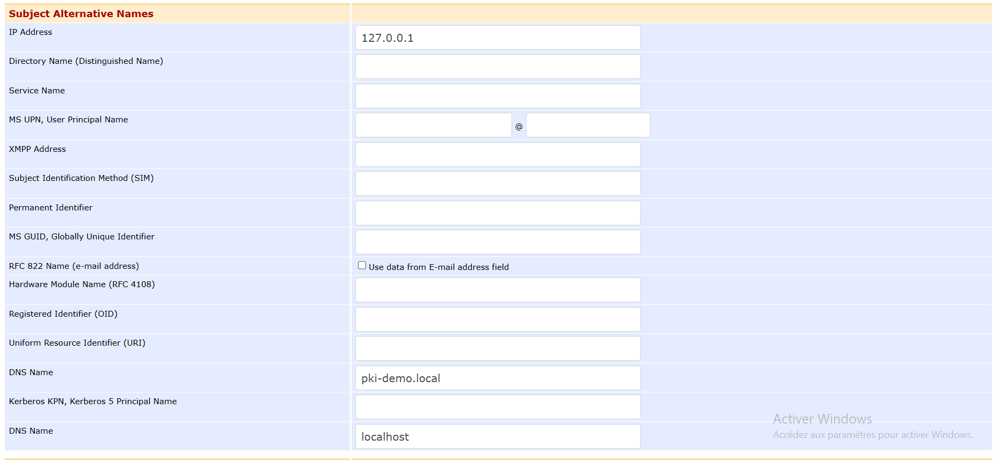 Subject Alternative Names
IP Address
127.0.0.1
Directory Name (Distinguished Name)
Service Name
MS UPN, User Principal Name
@
XMPP Address
Subject Identification Method (SIM)
Permanent Identifier
MS GUID, Globally Unique Identifier
RFC 822 Name (e-mail address)
Use data from E-mail address field
Hardware Module Name (RFC 4108)
Registered Identifier (OID)
Uniform Resource Identifier (URI)
DNS Name
pki-demo.local
Kerberos KPN, Kerberos 5 Principal Name
DNS Name
localhost
Activer Windows
Accédez aux paramètres pour activer Windows.